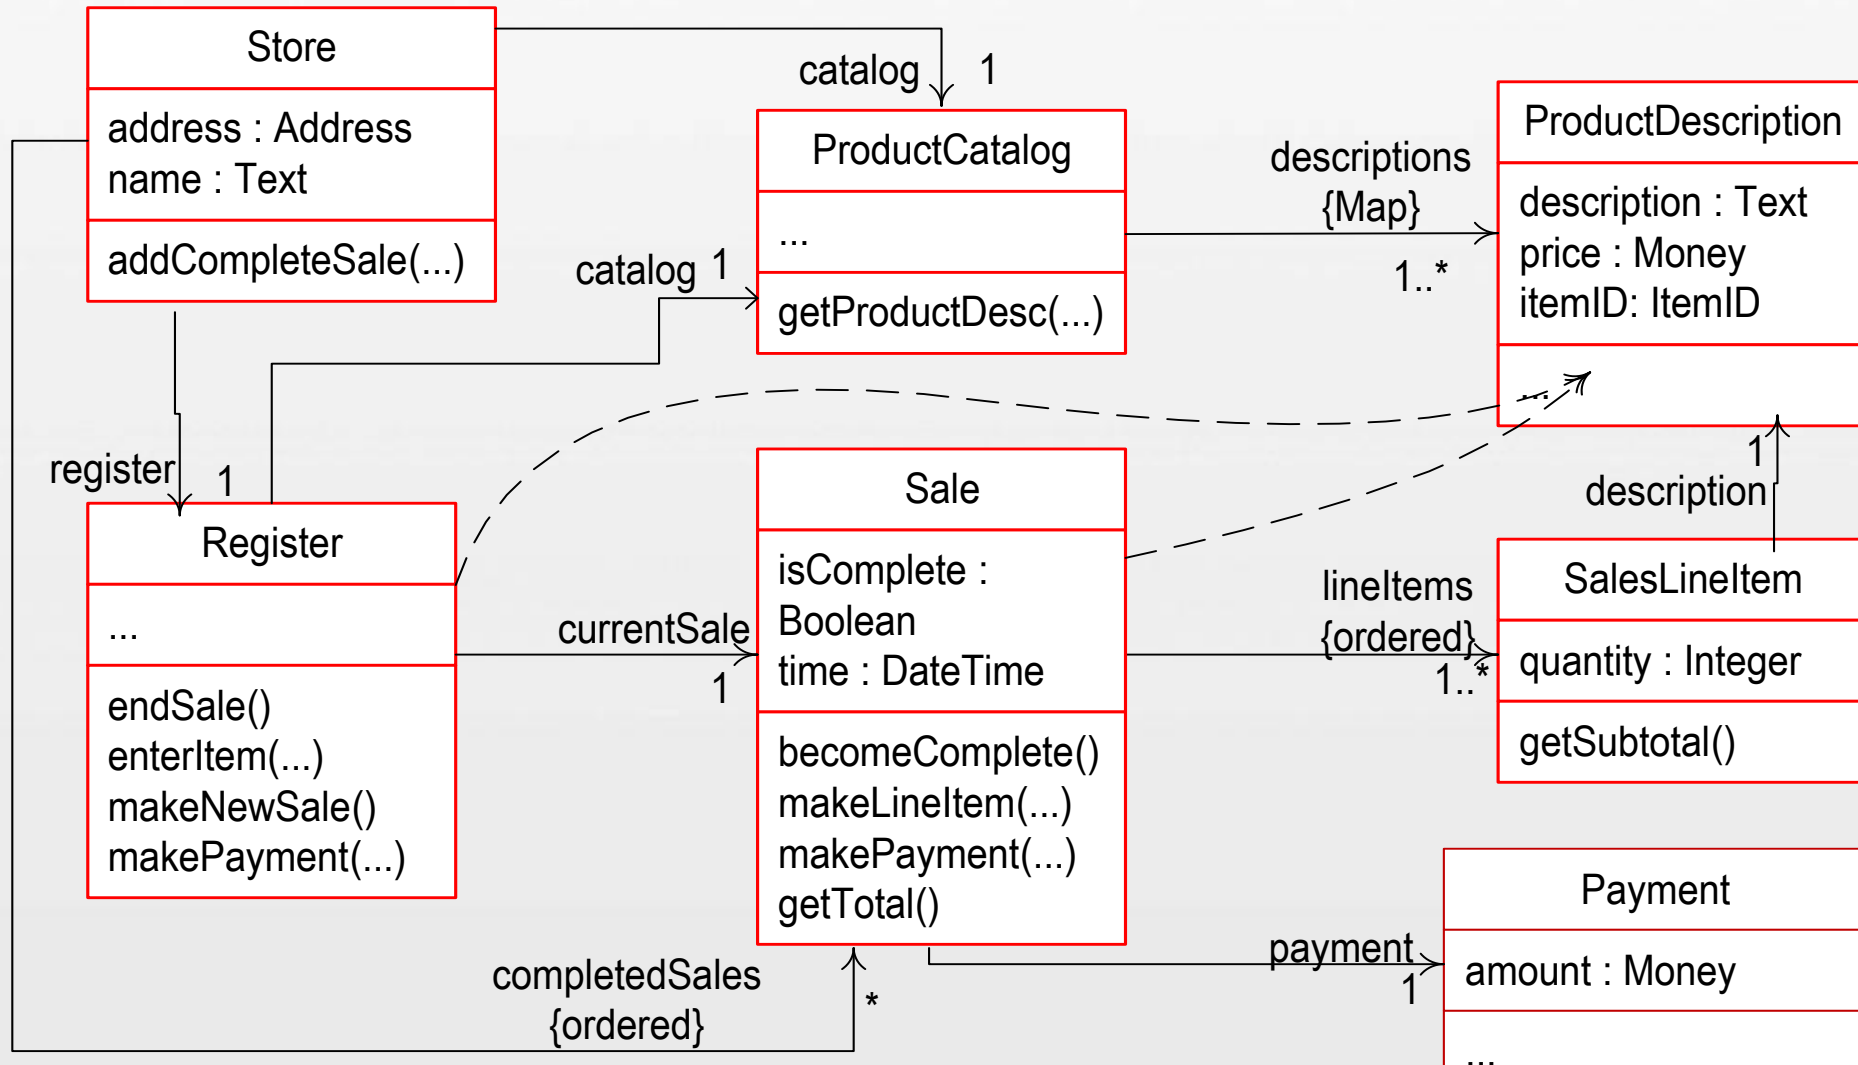 Store
address : Address
name : Text
addCompleteSale(...)
catalog 1
ProductCatalog
...
getProductDesc(...)
catalog 1
descriptions
{Map}
1..*
ProductDescription
description : Text
price : Money
itemID: ItemID
...
1
description
register 1
Register
...
endSale()
enterItem(...)
makeNewSale()
makePayment(...)
currentSale
1
Sale
isComplete :
Boolean
time : DateTime
becomeComplete()
makeLineItem(...)
makePayment(...)
getTotal()
lineItems
{ordered}
1..*
SalesLineItem
quantity : Integer
getSubtotal()
completedSales
{ordered}
*
payment
1
Payment
amount : Money
...